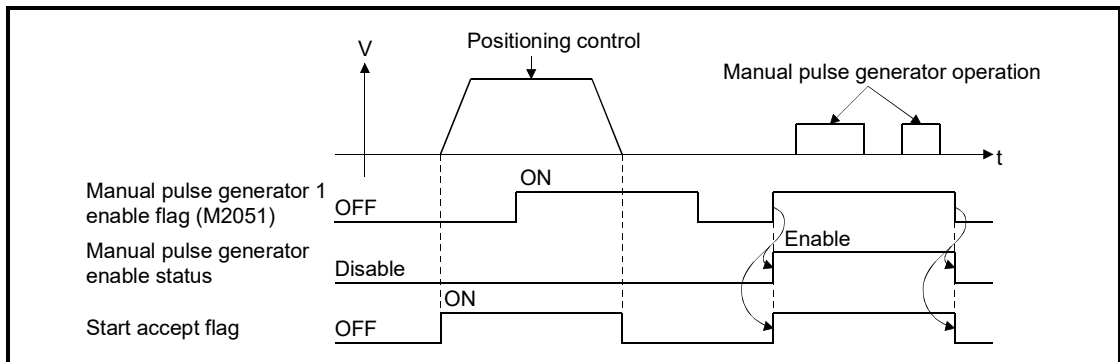 V
Positioning control
Manual pulse generator operation
t
Manual pulse generator 1
enable flag (M2051)
OFF
ON
Manual pulse generator
enable status
Disable
Enable
Start accept flag
OFF
ON